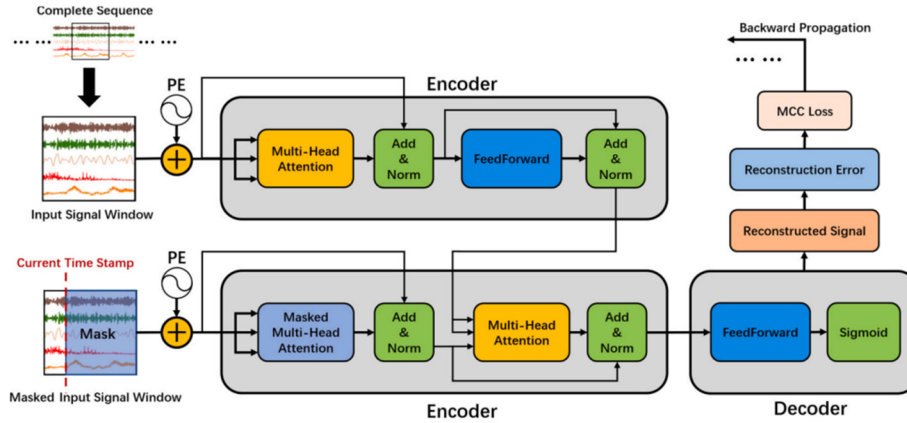 Complete Sequence
... ...
... ...
PE
Encoder
Multi-Head
Attention
Add
&
Norm
FeedForward
Add
&
Norm
Input Signal Window
Current Time Stamp
PE
Mask
Masked
Multi-Head
Attention
Add
&
Norm
Multi-Head
Attention
Add
&
Norm
Masked Input Signal Window
Encoder
Backward Propagation
... ...
MCC Loss
Reconstruction Error
Reconstructed Signal
FeedForward
Sigmoid
Decoder